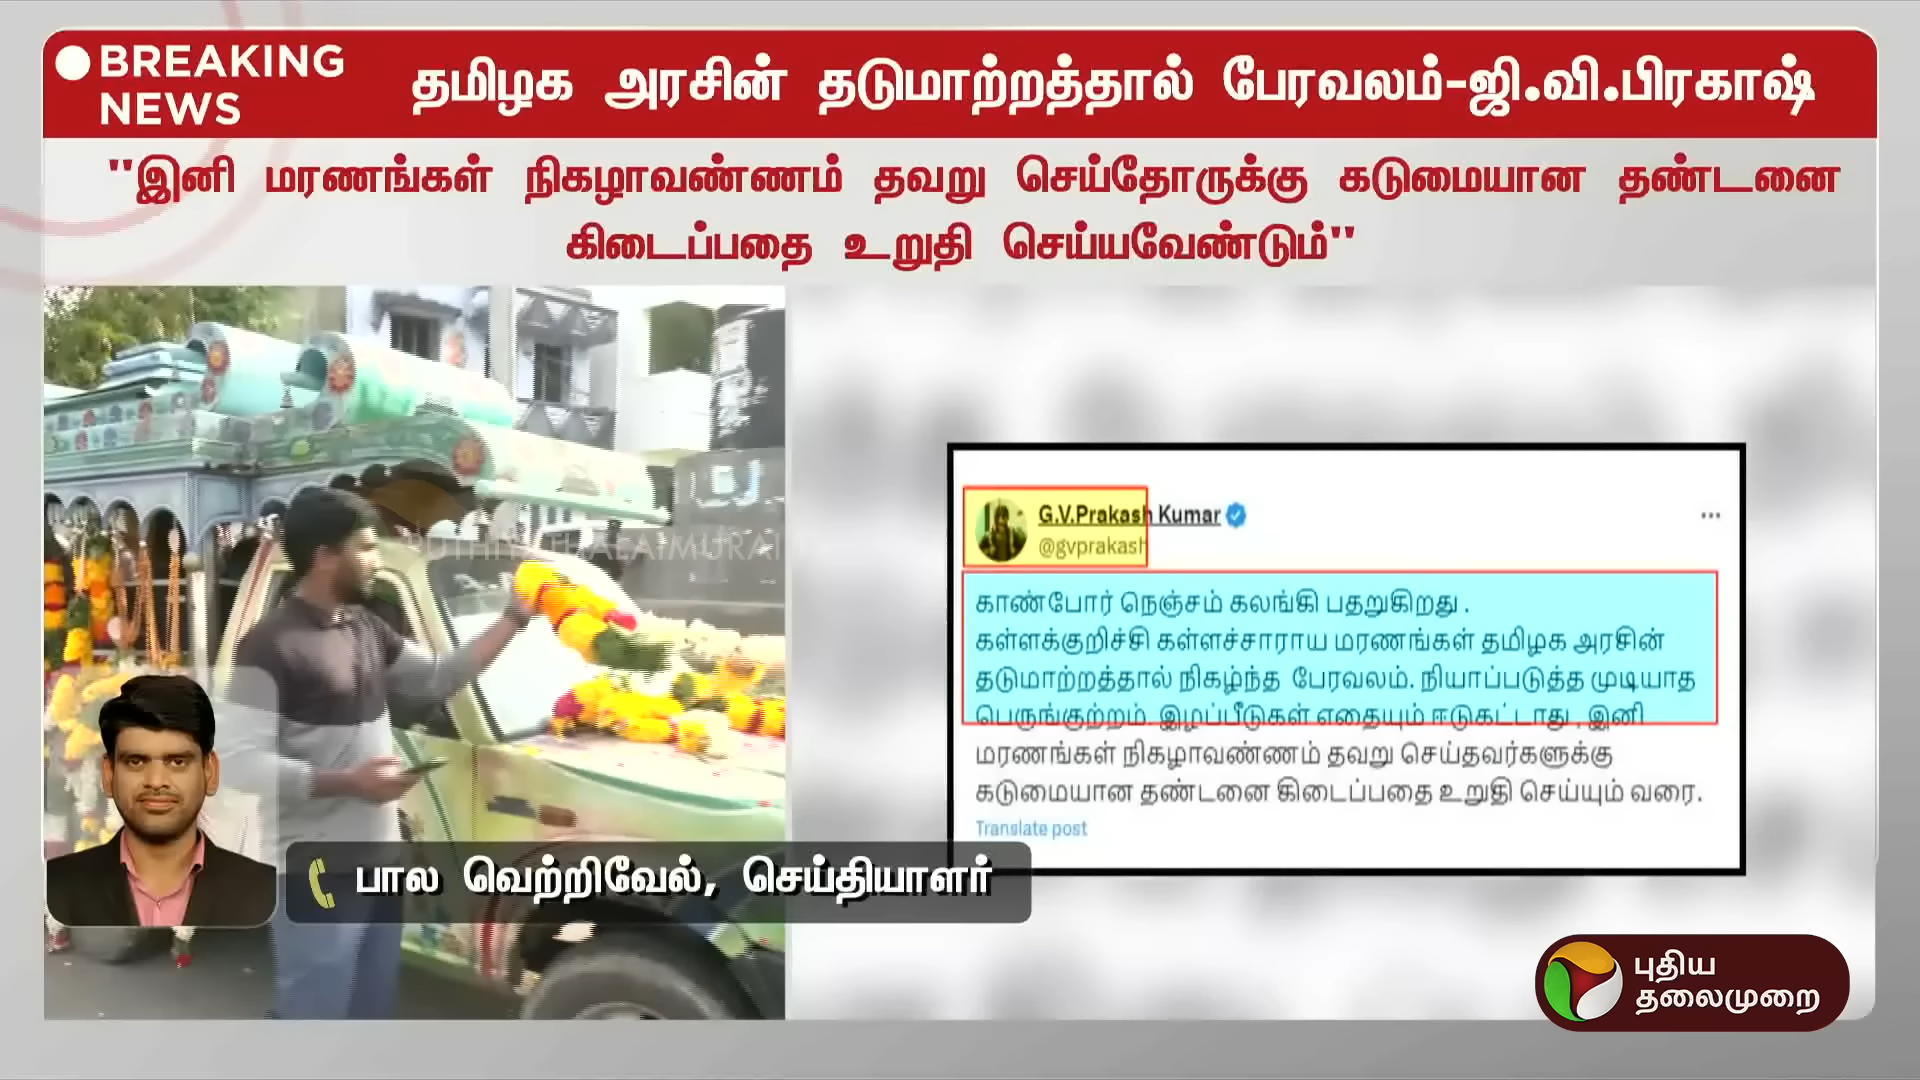 BREAKING
NEWS
தமிழக அரசின் தடுமாற்றத்தால் பேரவலம்-ஜி.வி.பிரகாஷ்
"இனி மரணங்கள் நிகழாவண்ணம் தவறு செய்தோருக்கு கடுமையான தண்டனை
கிடைப்பதை உறுதி செய்யவேண்டும்"
PUTHIYATHALAIMURAI
G.V.Prakash Kumar
@gvprakash
காண்போர் நெஞ்சம் கலங்கி பதறுகிறது .
கள்ளக்குறிச்சி கள்ளச்சாராய மரணங்கள் தமிழக அரசின்
தடுமாற்றத்தால் நிகழ்ந்த பேரவலம். நியாப்படுத்த முடியாத
பெருங்குற்றம். இழப்பீடுகள் எதையும் ஈடுகட்டாது , இனி
மரணங்கள் நிகழாவண்ணம் தவறு செய்தவர்களுக்கு
கடுமையான தண்டனை கிடைப்பதை உறுதி செய்யும் வரை.
Translate post
பால வெற்றிவேல், செய்தியாளர்
புதிய
தலைமுறை